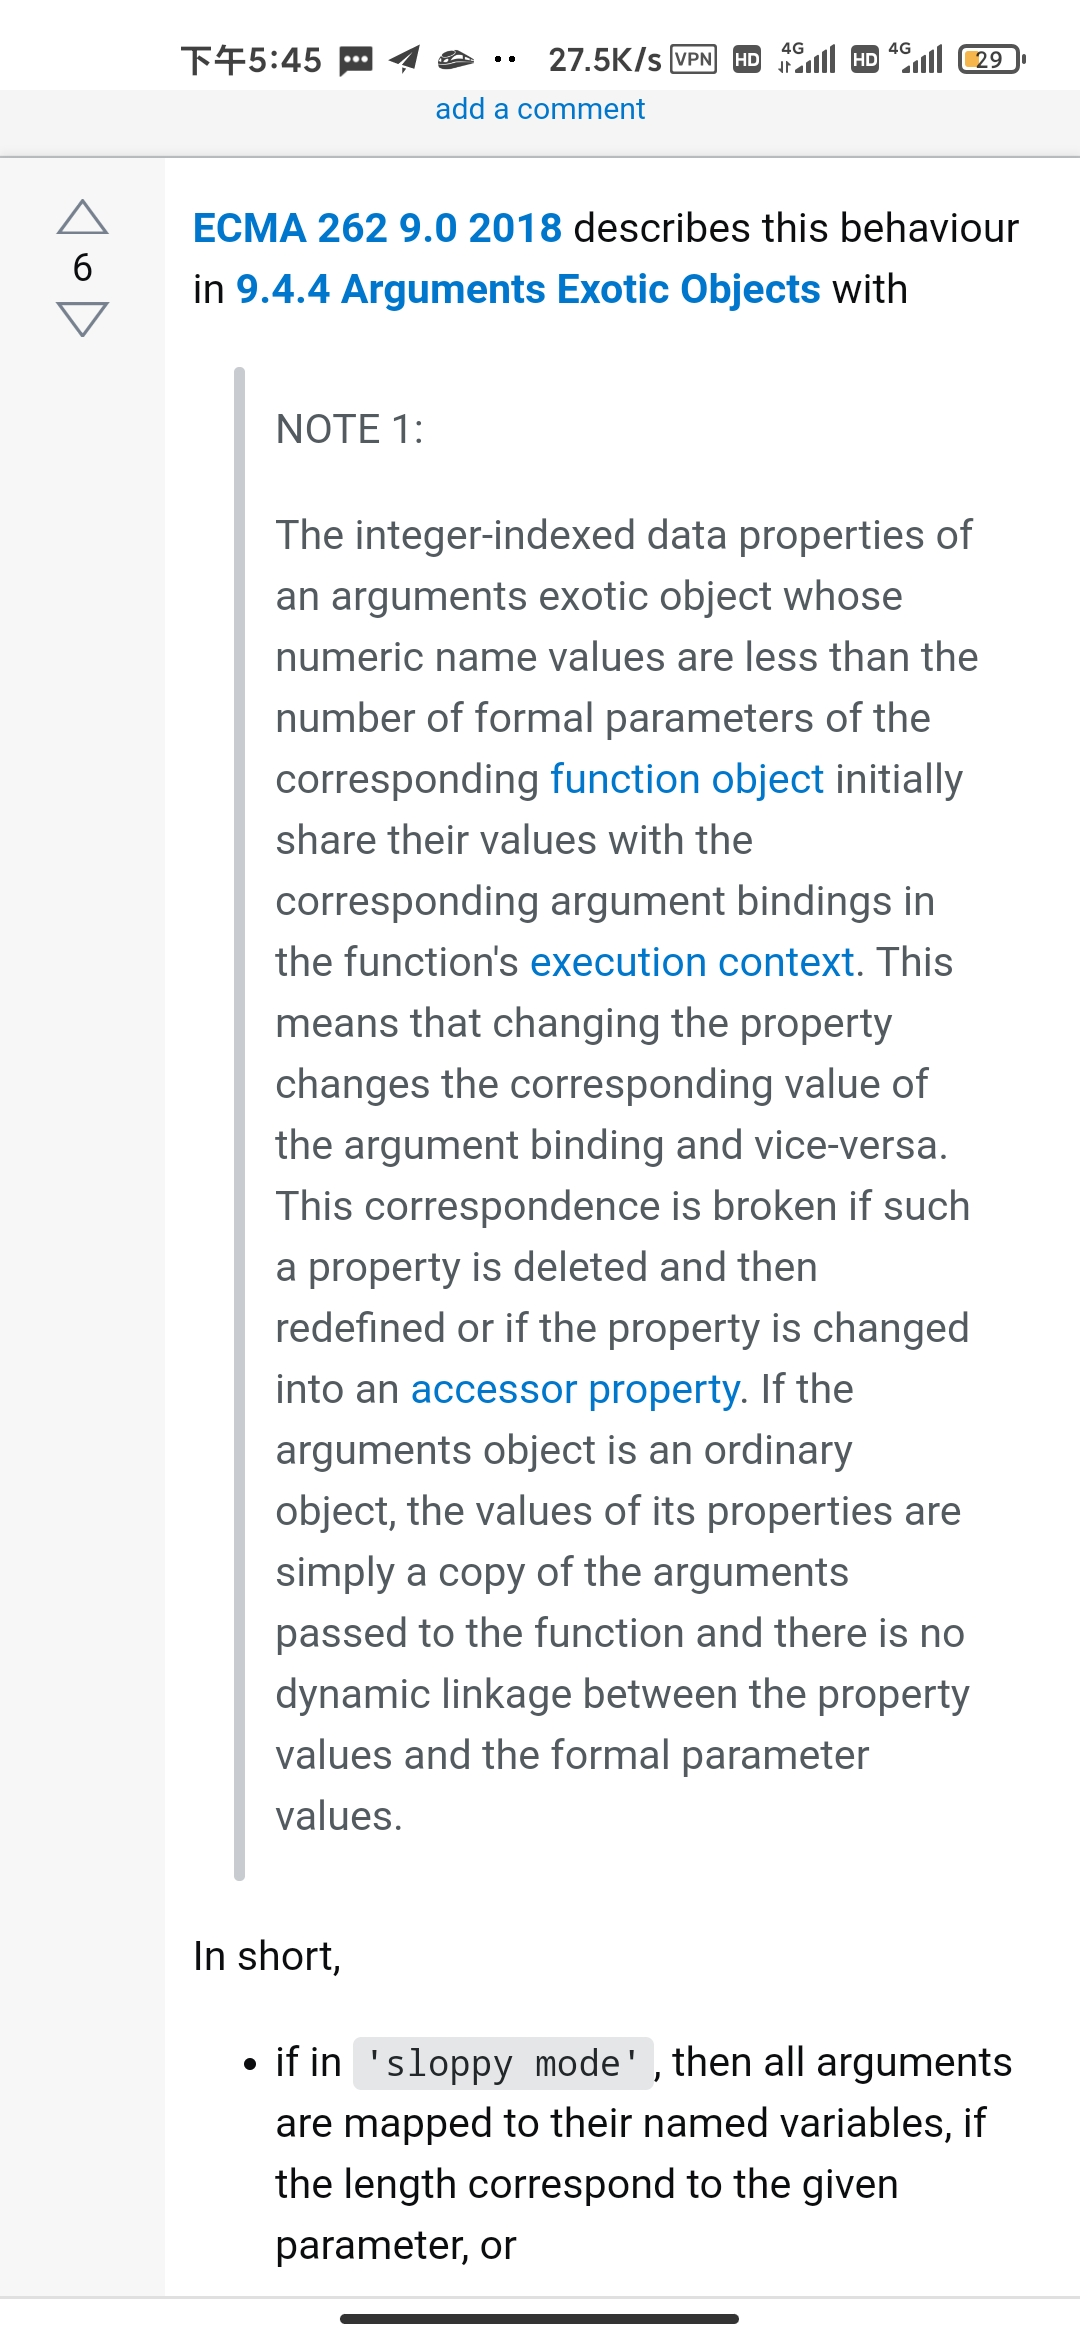 下午5:45 27.5K/s VPN HD 4G HD 4G 29
add a comment
ECMA 262 9.0 2018 describes this behaviour
6
in 9.4.4 Arguments Exotic Objects with
NOTE 1:
The integer-indexed data properties of
an arguments exotic object whose
numeric name values are less than the
number of formal parameters of the
corresponding function object initially
share their values with the
corresponding argument bindings in
the function's execution context. This
means that changing the property
changes the corresponding value of
the argument binding and vice-versa.
This correspondence is broken if such
a property is deleted and then
redefined or if the property is changed
into an accessor property. If the
arguments object is an ordinary
object, the values of its properties are
simply a copy of the arguments
passed to the function and there is no
dynamic linkage between the property
values and the formal parameter
values.
In short,
• if in 'sloppy mode', then all arguments
are mapped to their named variables, if
the length correspond to the given
parameter, or